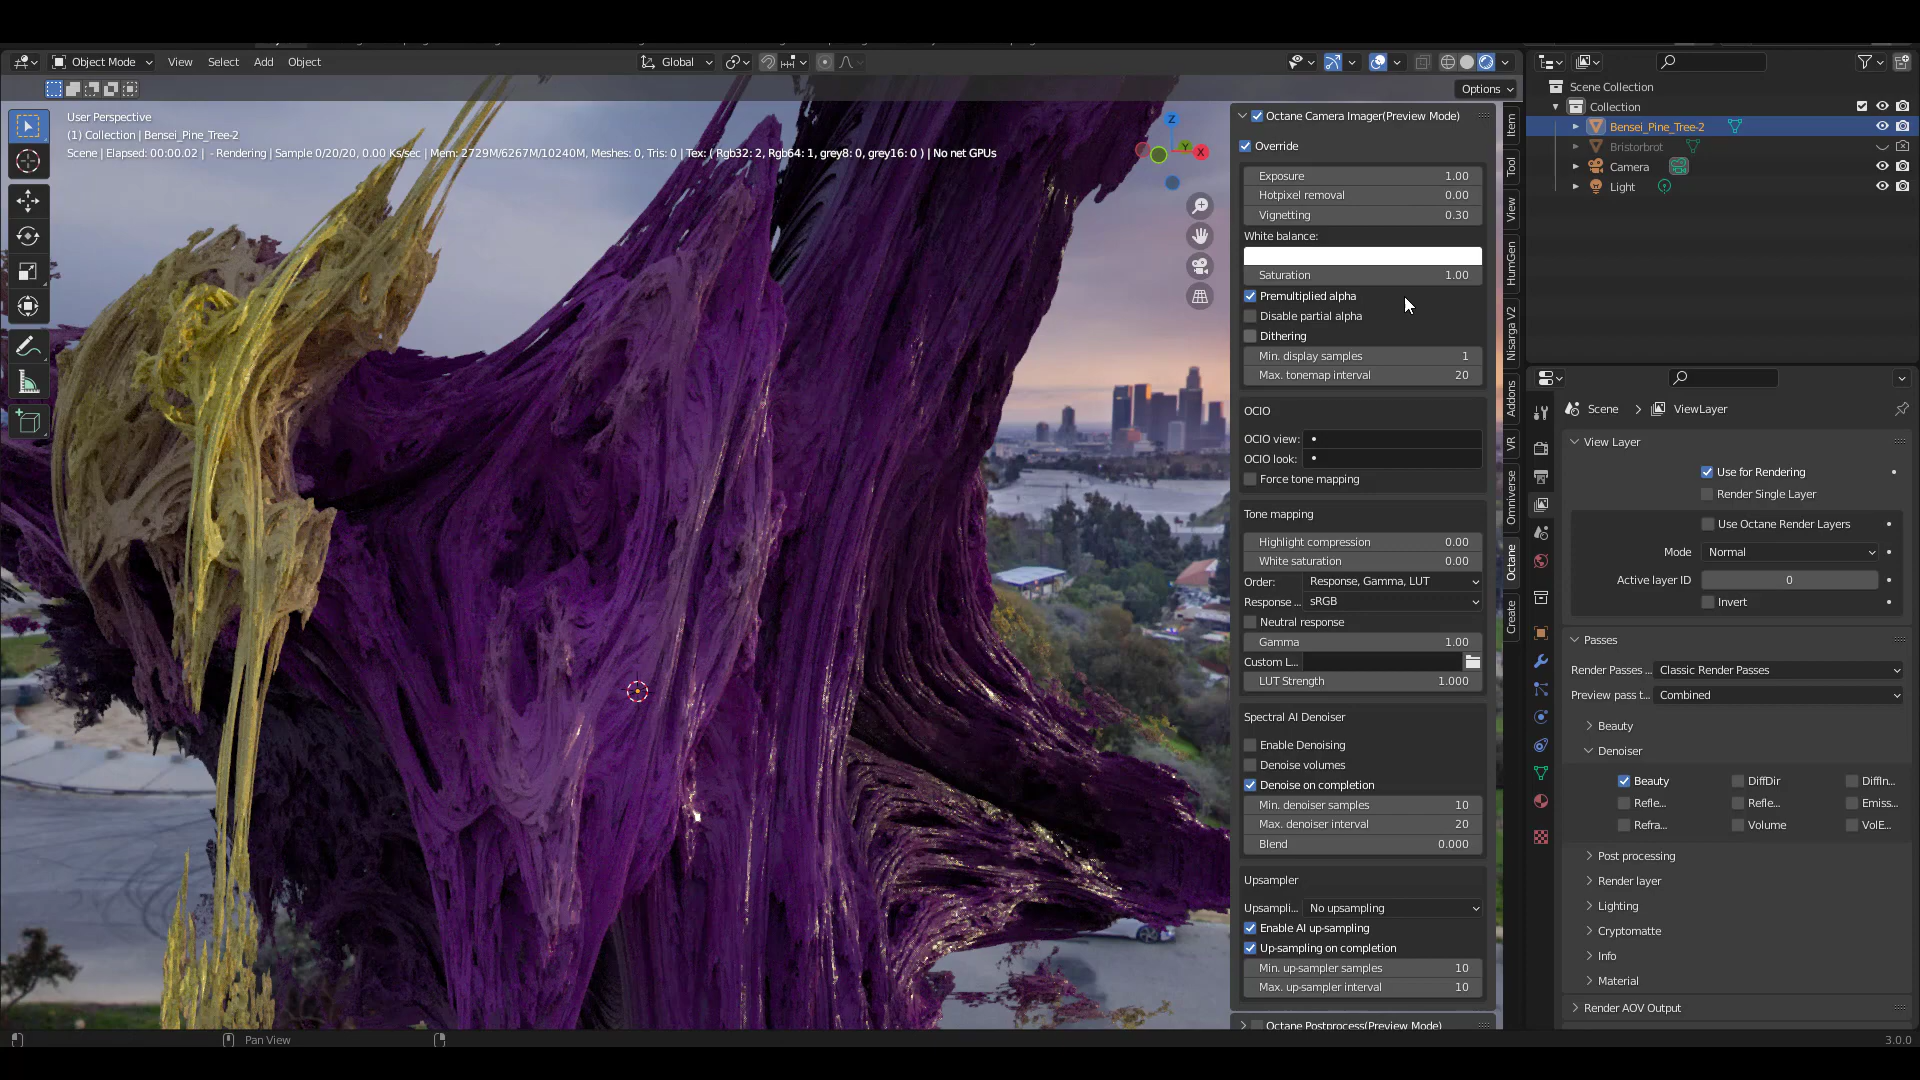 Object Mode
View
Select
Add
Object
Global
Options
User Perspective
(1) Collection | Bensei_Pine_Tree-2
Scene | Elapsed: 00:00.02 |  - Rendering | Sample 0/20/20, 0.00 Ks/sec | Mem: 2729M/6267M/10240M, Meshes: 0, Tris: 0 | Tex: ( Rgb32: 2, Rgb64: 1, grey8: 0, grey16: 0 ) | No net GPUs
Z
Y
X
Octane Camera Imager(Preview Mode)
Override
Exposure 1.00
Hotpixel removal 0.00
Vignetting 0.30
White balance:
Saturation 1.00
Premultiplied alpha
Disable partial alpha
Dithering
Min. display samples 1
Max. tonemap interval 20
OCIO
OCIO view:
OCIO look:
Force tone mapping
Tone mapping
Highlight compression 0.00
White saturation 0.00
Order: Response, Gamma, LUT
Response ... sRGB
Neutral response
Gamma 1.00
Custom L...
LUT Strength 1.000
Spectral AI Denoiser
Enable Denoising
Denoise volumes
Denoise on completion
Min. denoiser samples 10
Max. denoiser interval 20
Blend 0.000
Upsampler
Upsampli... No upsampling
Enable AI up-sampling
Up-sampling on completion
Min. up-sampler samples 10
Max. up-sampler interval 10
Octane Postprocess(Preview Mode)
Item
Tool
View
HumGen
Nisarga V2
Addons
VR
Omniverse
Octane
Create
Scene Collection
Collection
Bensei_Pine_Tree-2
Bristorbrot
Camera
Light
Scene
ViewLayer
View Layer
Use for Rendering
Render Single Layer
Use Octane Render Layers
Mode Normal
Active layer ID 0
Invert
Passes
Render Passes ... Classic Render Passes
Preview pass t... Combined
Beauty
Denoiser
Beauty DiffDir DiffIn...
Refle... Refle... Emiss...
Refra... Volume VolE...
Post processing
Render layer
Lighting
Cryptomatte
Info
Material
Render AOV Output
Pan View
3.0.0